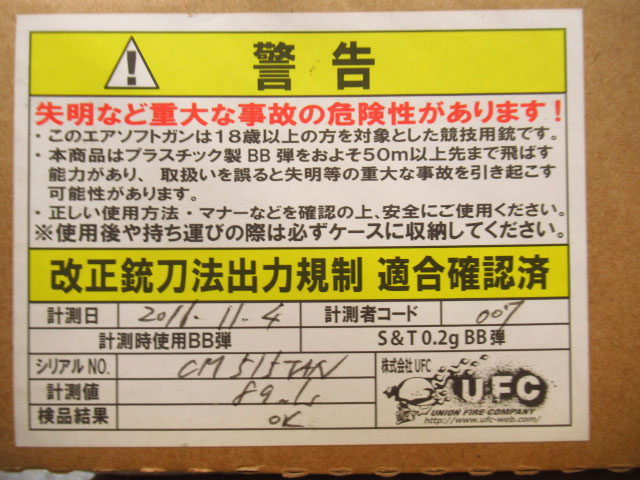 警告
失明など重大な事故の危険性があります!
・このエアソフトガンは18歳以上の方を対象とした競技用銃です。
・本商品はプラスチック製BB弾をおよそ50m以上先まで飛ばす
能力があり、取扱いを誤ると失明等の重大な事故を引き起こす
可能性があります。
・正しい使用方法・マナーなどを確認の上、安全にご使用ください。
※使用後や持ち運びの際は必ずケースに収納してください。
改正銃刀法出力規制 適合確認済
計測日 2011.11.4 計測者コード 007
計測時使用BB弾 S&T 0.2g BB弾
シリアルNO. CM515TAN
計測値 89m/s
検品結果 OK
株式会社 UFC
UFC
UNION FIRE COMPANY
http://www.ufc-web.com/